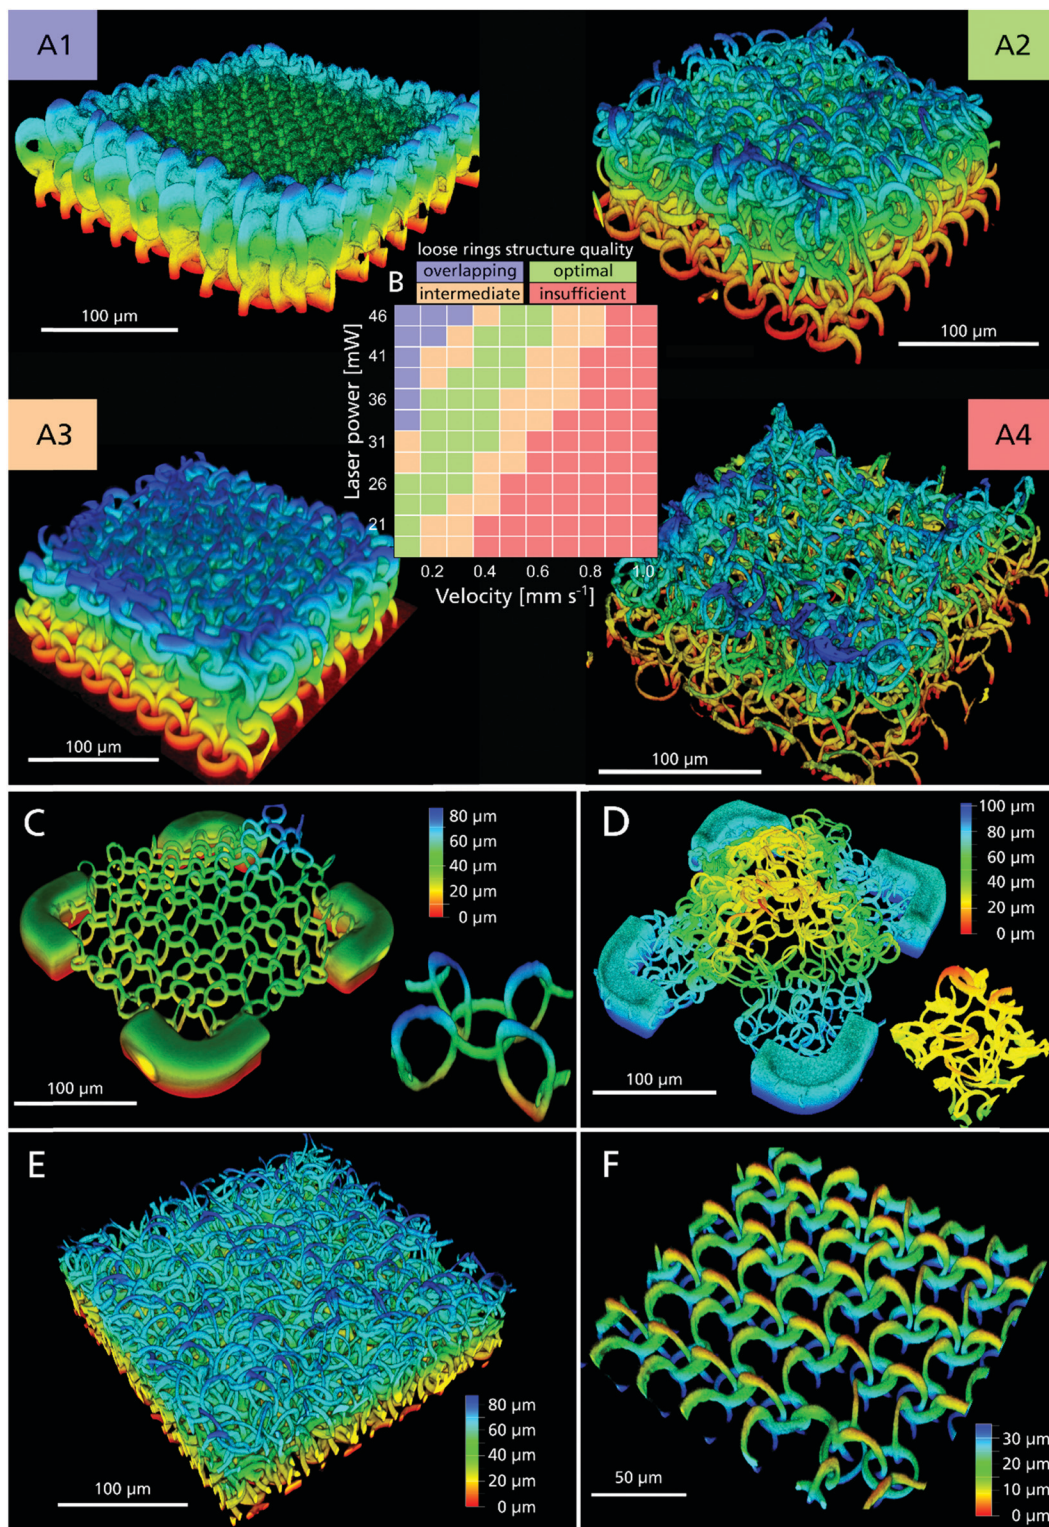 A1
A2
100 µm
100 µm
B
loose rings structure quality
overlapping
optimal
intermediate
insufficient
46
41
36
31
26
21
Laser power [mW]
0.2
0.4
0.6
0.8
1.0
Velocity [mm s⁻¹]
A3
A4
100 µm
100 µm
C
80 µm
60 µm
40 µm
20 µm
0 µm
100 µm
D
100 µm
80 µm
60 µm
40 µm
20 µm
0 µm
100 µm
E
80 µm
60 µm
40 µm
20 µm
0 µm
100 µm
F
30 µm
20 µm
10 µm
0 µm
50 µm